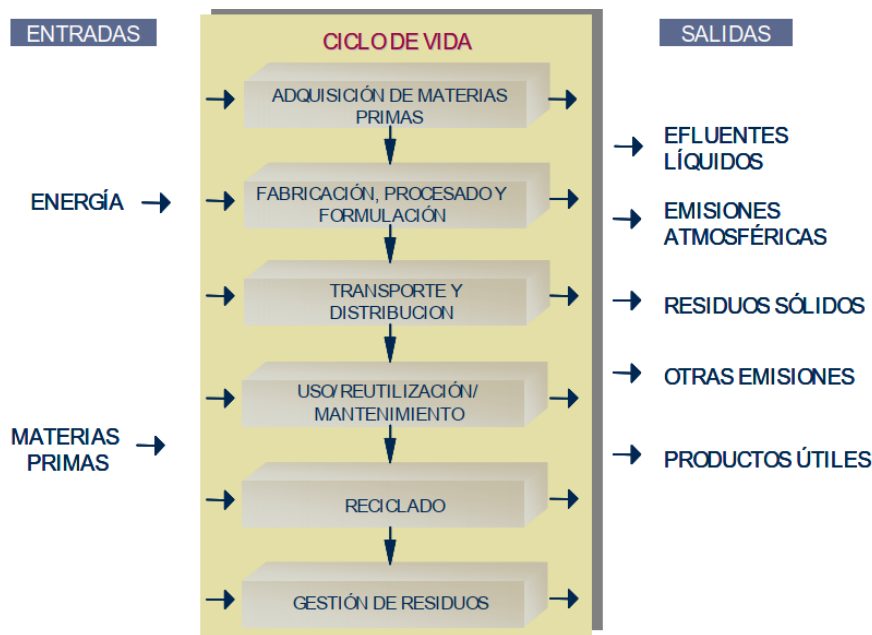 ENTRADAS
CICLO DE VIDA
SALIDAS
ADQUISICIÓN DE MATERIAS
PRIMAS
EFLUENTES
LÍQUIDOS
ENERGÍA
FABRICACIÓN, PROCESADO Y
FORMULACIÓN
EMISIONES
ATMOSFÉRICAS
TRANSPORTE Y
DISTRIBUCION
RESIDUOS SÓLIDOS
USO/REUTILIZACIÓN/
MANTENIMIENTO
OTRAS EMISIONES
MATERIAS
PRIMAS
PRODUCTOS ÚTILES
RECICLADO
GESTIÓN DE RESIDUOS